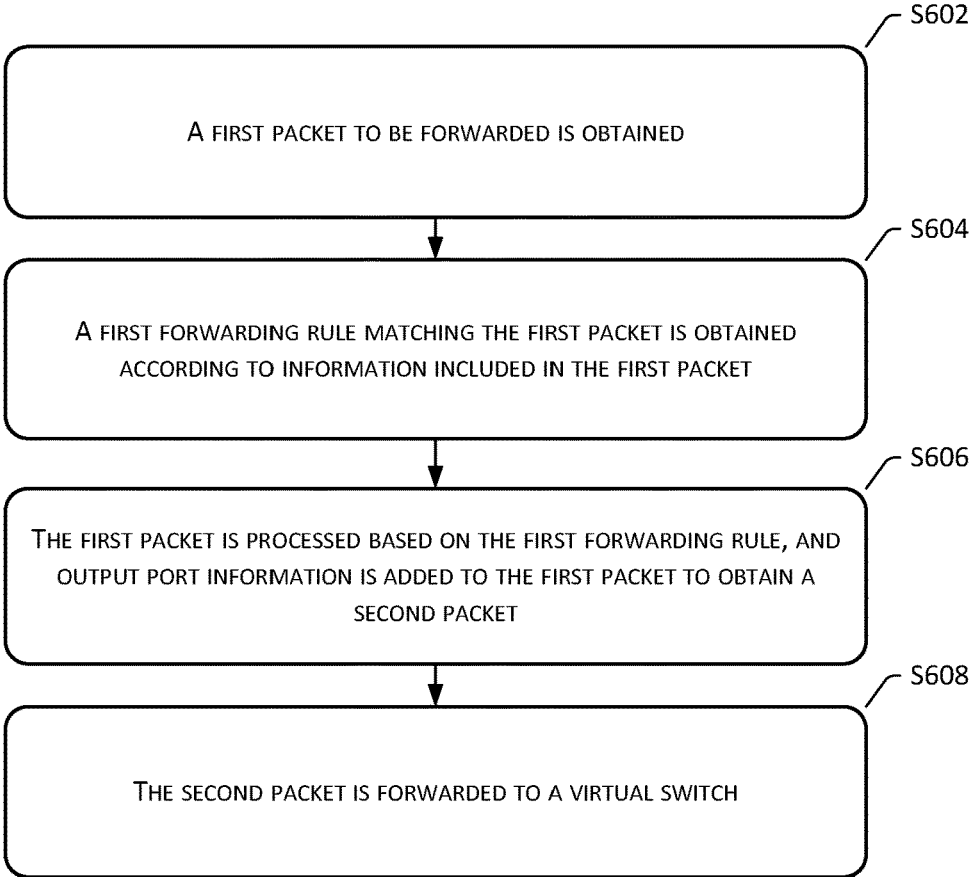 S602
A FIRST PACKET TO BE FORWARDED IS OBTAINED
S604
A FIRST FORWARDING RULE MATCHING THE FIRST PACKET IS OBTAINED
ACCORDING TO INFORMATION INCLUDED IN THE FIRST PACKET
S606
THE FIRST PACKET IS PROCESSED BASED ON THE FIRST FORWARDING RULE, AND
OUTPUT PORT INFORMATION IS ADDED TO THE FIRST PACKET TO OBTAIN A
SECOND PACKET
S608
THE SECOND PACKET IS FORWARDED TO A VIRTUAL SWITCH